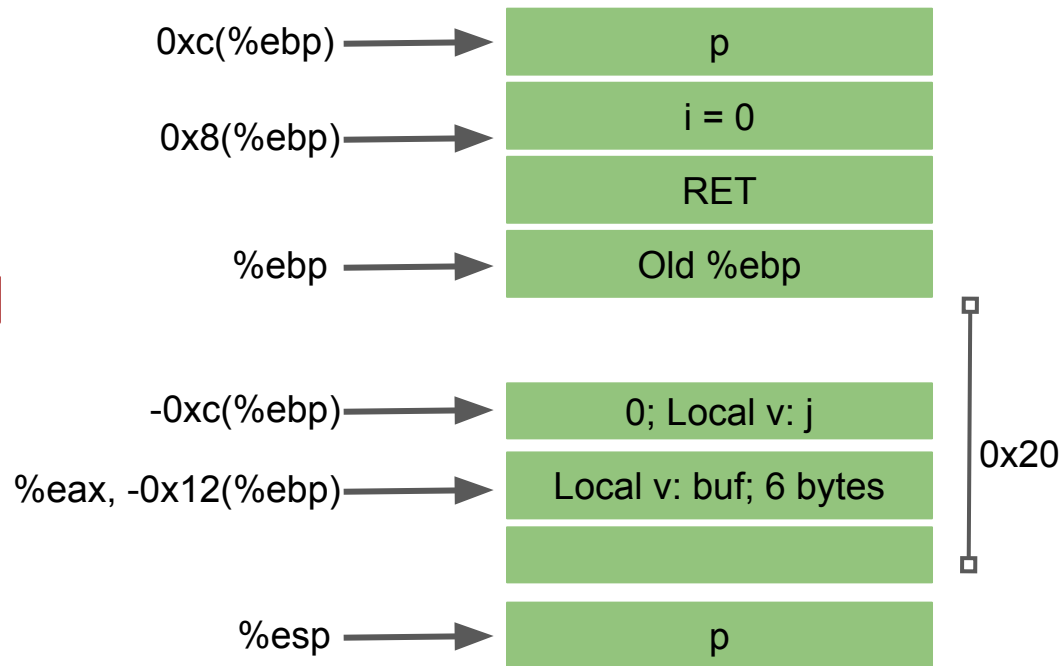 0xc(%ebp) p
0x8(%ebp) i = 0
RET
%ebp Old %ebp
-0xc(%ebp) 0; Local v: j
0x20
%eax, -0x12(%ebp) Local v: buf; 6 bytes
%esp p